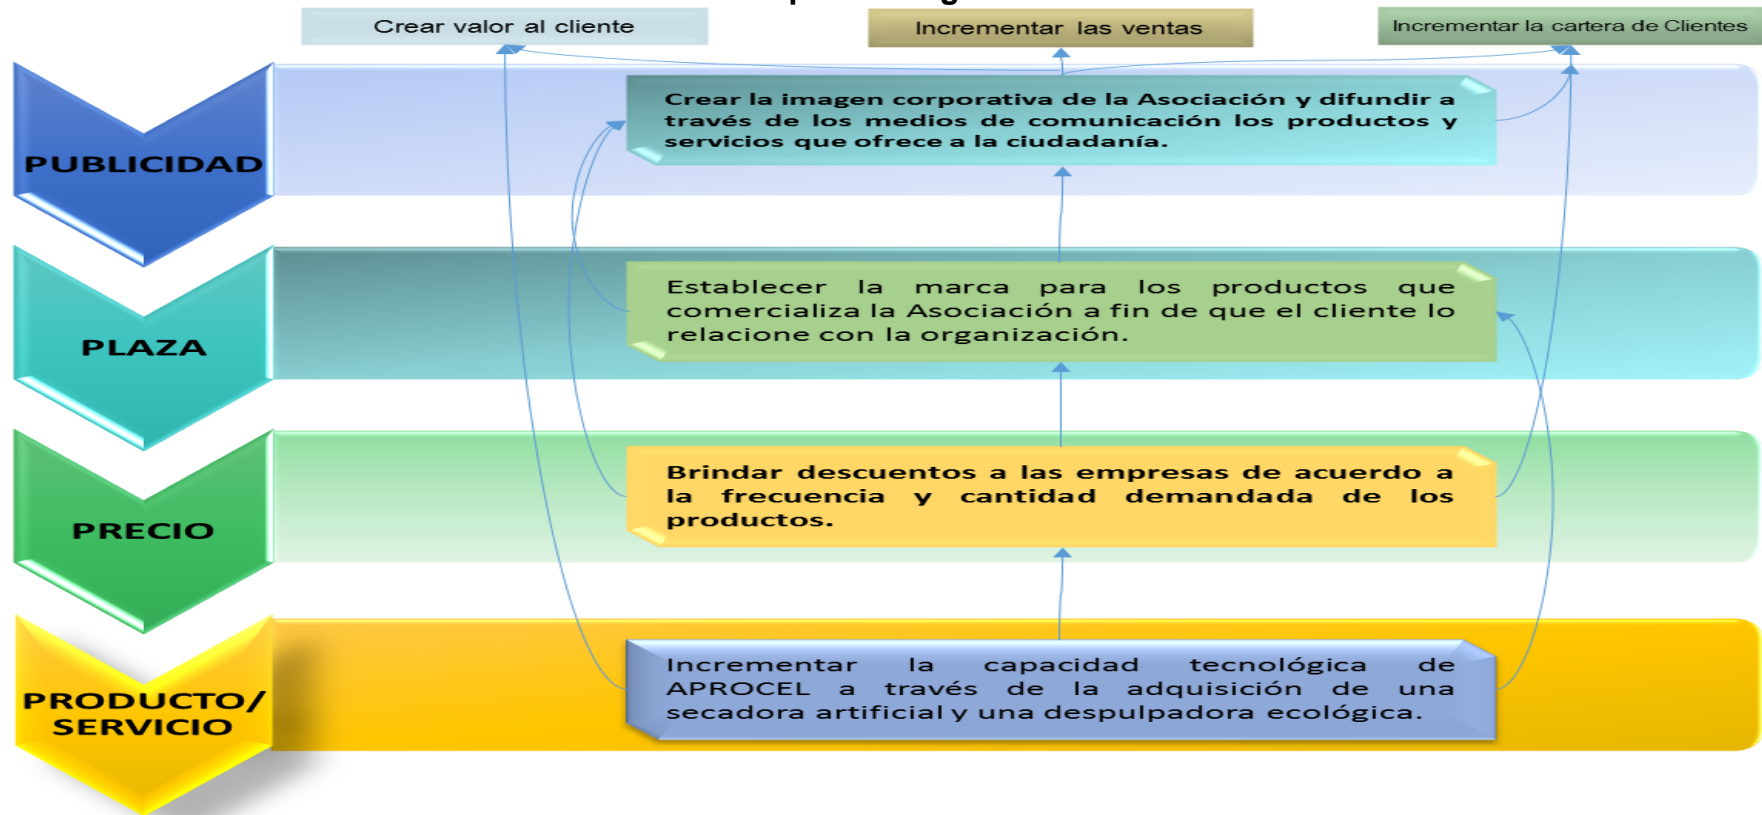 Crear valor al cliente
Incrementar las ventas
Incrementar la cartera de Clientes
PUBLICIDAD
Crear la imagen corporativa de la Asociación y difundir a
través de los medios de comunicación los productos y
servicios que ofrece a la ciudadanía.
PLAZA
Establecer la marca para los productos que
comercializa la Asociación a fin de que el cliente lo
relacione con la organización.
PRECIO
Brindar descuentos a las empresas de acuerdo a
la frecuencia y cantidad demandada de los
productos.
PRODUCTO/
SERVICIO
Incrementar la capacidad tecnológica de
APROCEL a través de la adquisición de una
secadora artificial y una despulpadora ecológica.